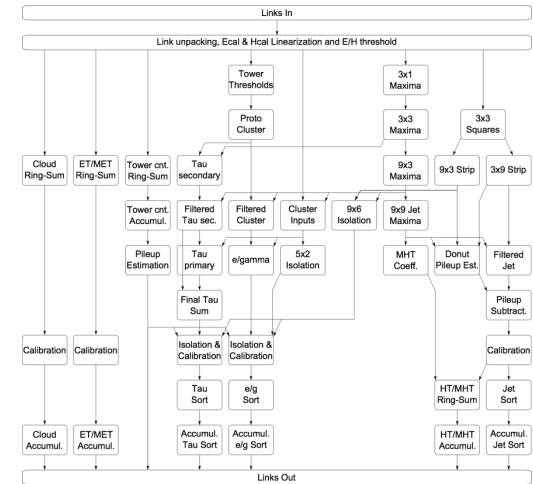 Links In
Link unpacking, Ecal & Hcal Linearization and E/H threshold
Tower
Thresholds
3x1
Maxima
Proto
Cluster
3x3
Maxima
3x3
Squares
Cloud
Ring-Sum
ET/MET
Ring-Sum
Tower cnt.
Ring-Sum
Tau
secondary
9x3
Maxima
9x3 Strip
3x9 Strip
Tower cnt.
Accumul.
Filtered
Tau sec.
Filtered
Cluster
Cluster
Inputs
9x6
Isolation
9x9 Jet
Maxima
Pileup
Estimation
Tau
primary
e/gamma
5x2
Isolation
MHT
Coeff.
Donut
Pileup Est.
Filtered
Jet
Final Tau
Sum
Pileup
Subtract.
Calibration
Calibration
Isolation &
Calibration
Isolation &
Calibration
Calibration
Tau
Sort
e/g
Sort
HT/MHT
Ring-Sum
Jet
Sort
Cloud
Accumul.
ET/MET
Accumul.
Accumul.
Tau Sort
Accumul.
e/g Sort
HT/MHT
Accumul.
Accumul.
Jet Sort
Links Out